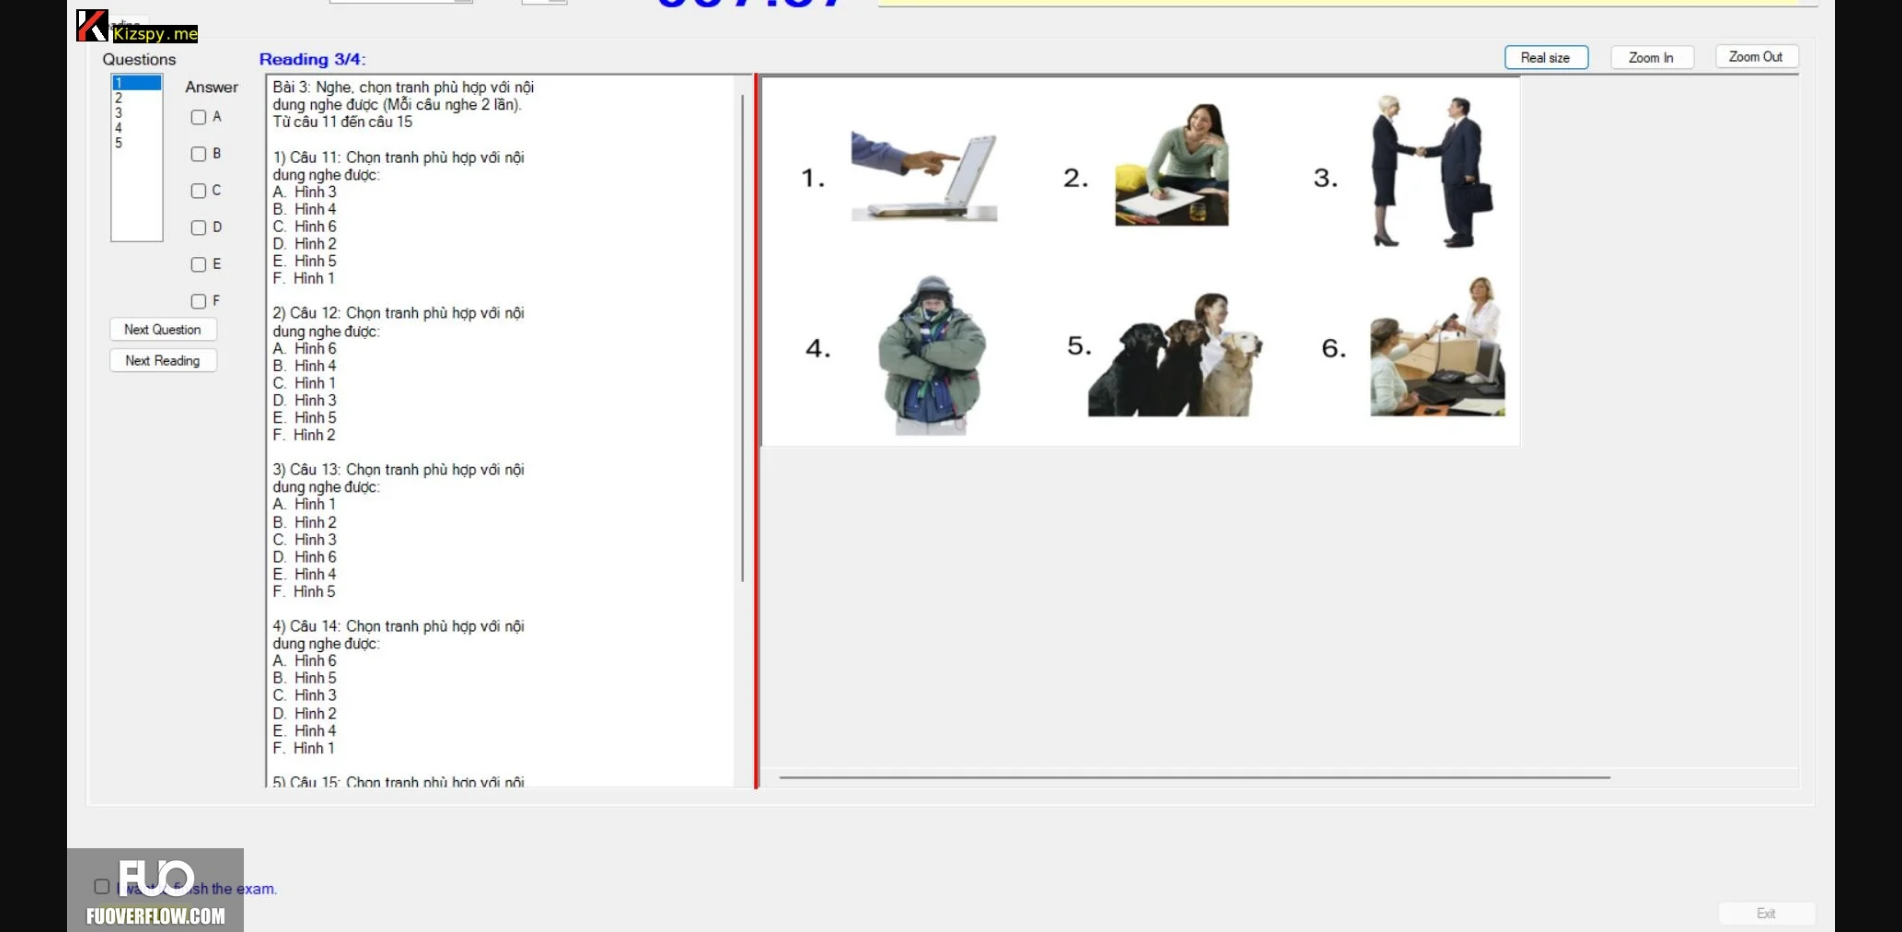 Kizspy.me
Questions
Reading 3/4:
Real size
Zoom In
Zoom Out
1
2
3
4
5
Answer
A
B
C
D
E
F
Next Question
Next Reading
Bài 3: Nghe, chọn tranh phù hợp với nội
dung nghe được (Mỗi câu nghe 2 lần).
Từ câu 11 đến câu 15
1) Câu 11: Chọn tranh phù hợp với nội
dung nghe được:
A. Hình 3
B. Hình 4
C. Hình 6
D. Hình 2
E. Hình 5
F. Hình 1
2) Câu 12: Chọn tranh phù hợp với nội
dung nghe được:
A. Hình 6
B. Hình 4
C. Hình 1
D. Hình 3
E. Hình 5
F. Hình 2
3) Câu 13: Chọn tranh phù hợp với nội
dung nghe được:
A. Hình 1
B. Hình 2
C. Hình 3
D. Hình 6
E. Hình 4
F. Hình 5
4) Câu 14: Chọn tranh phù hợp với nội
dung nghe được:
A. Hình 6
B. Hình 5
C. Hình 3
D. Hình 2
E. Hình 4
F. Hình 1
5) Câu 15: Chọn tranh phù hợp với nội
1.
2.
3.
4.
5.
6.
FUO
I want finish the exam.
FUOVERFLOW.COM
Exit